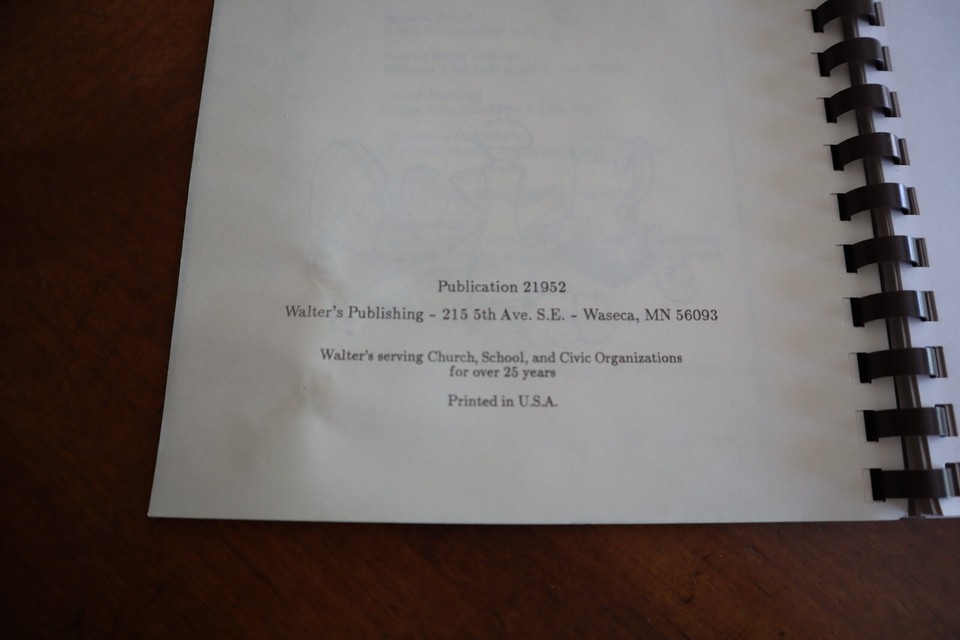 Publication 21952
Walter's Publishing - 215 5th Ave. S.E. - Waseca, MN 56093
Walter's serving Church, School, and Civic Organizations
for over 25 years
Printed in U.S.A.